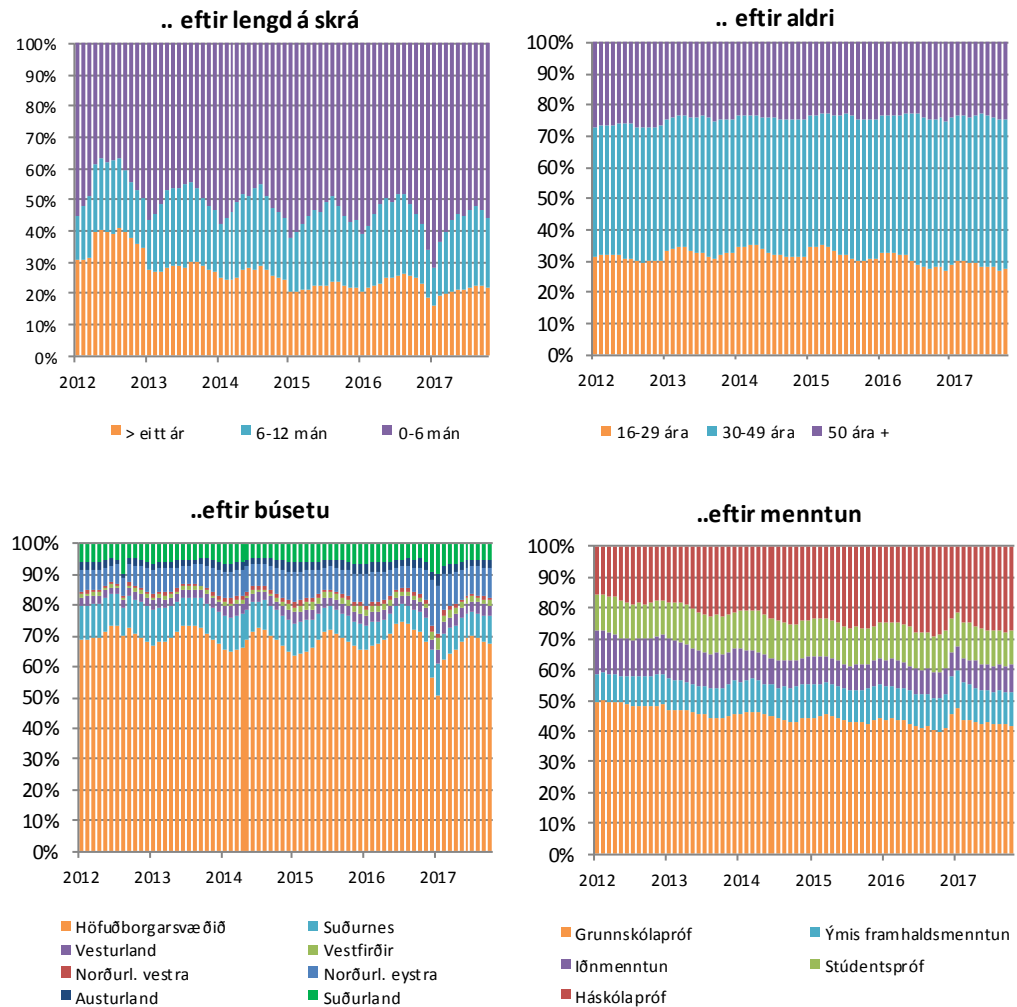 .. eftir lengd á skrá
100%
90%
80%
70%
60%
50%
40%
30%
20%
10%
0%
2012 2013 2014 2015 2016 2017
> eitt ár 6-12 mán 0-6 mán
.. eftir aldri
100%
90%
80%
70%
60%
50%
40%
30%
20%
10%
0%
2012 2013 2014 2015 2016 2017
16-29 ára 30-49 ára 50 ára +
..eftir búsetu
100%
90%
80%
70%
60%
50%
40%
30%
20%
10%
0%
2012 2013 2014 2015 2016 2017
Höfuðborgarsvæðið Suðurnes
Vesturland Vestfirðir
Norðurl. vestra Norðurl. eystra
Austurland Suðurland
..eftir menntun
100%
90%
80%
70%
60%
50%
40%
30%
20%
10%
0%
2012 2013 2014 2015 2016 2017
Grunnskólapróf Ýmis framhaldsmenntun
Iðnmenntun Stúdentspróf
Háskólapróf